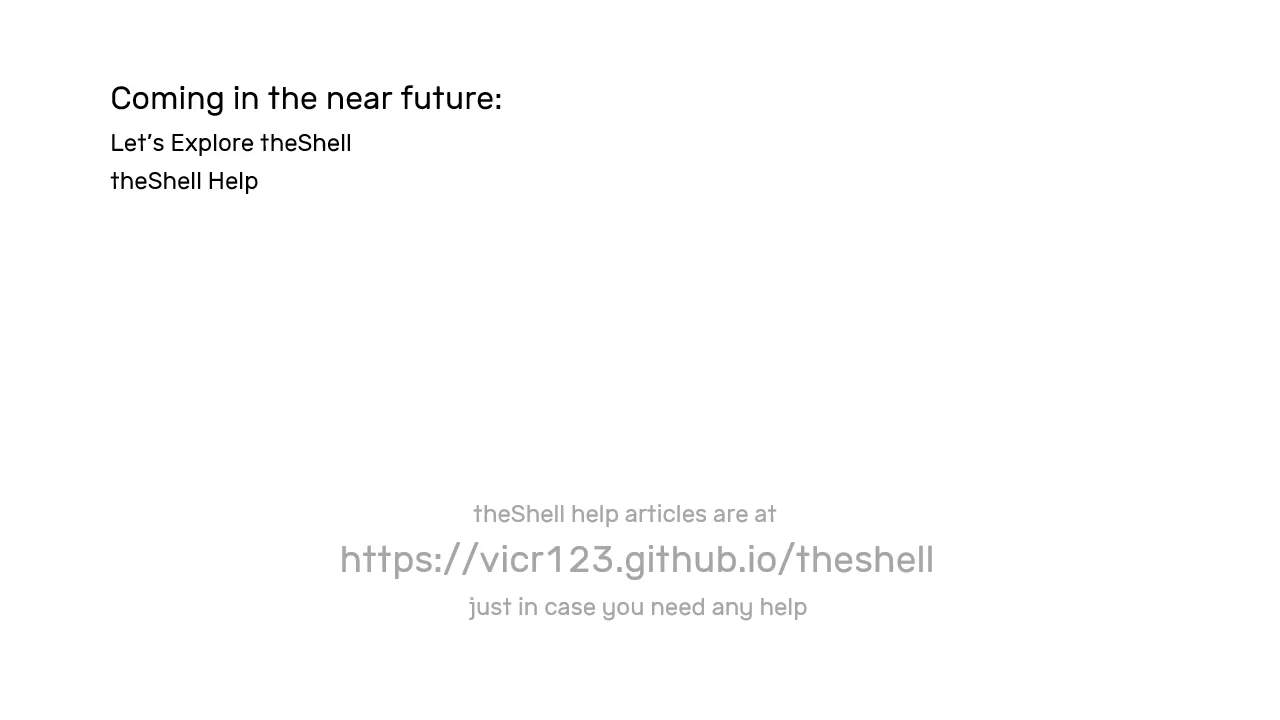 Coming in the near future:
Let's Explore theShell
theShell Help
theShell help articles are at
https://vicr123.github.io/theshell
just in case you need any help